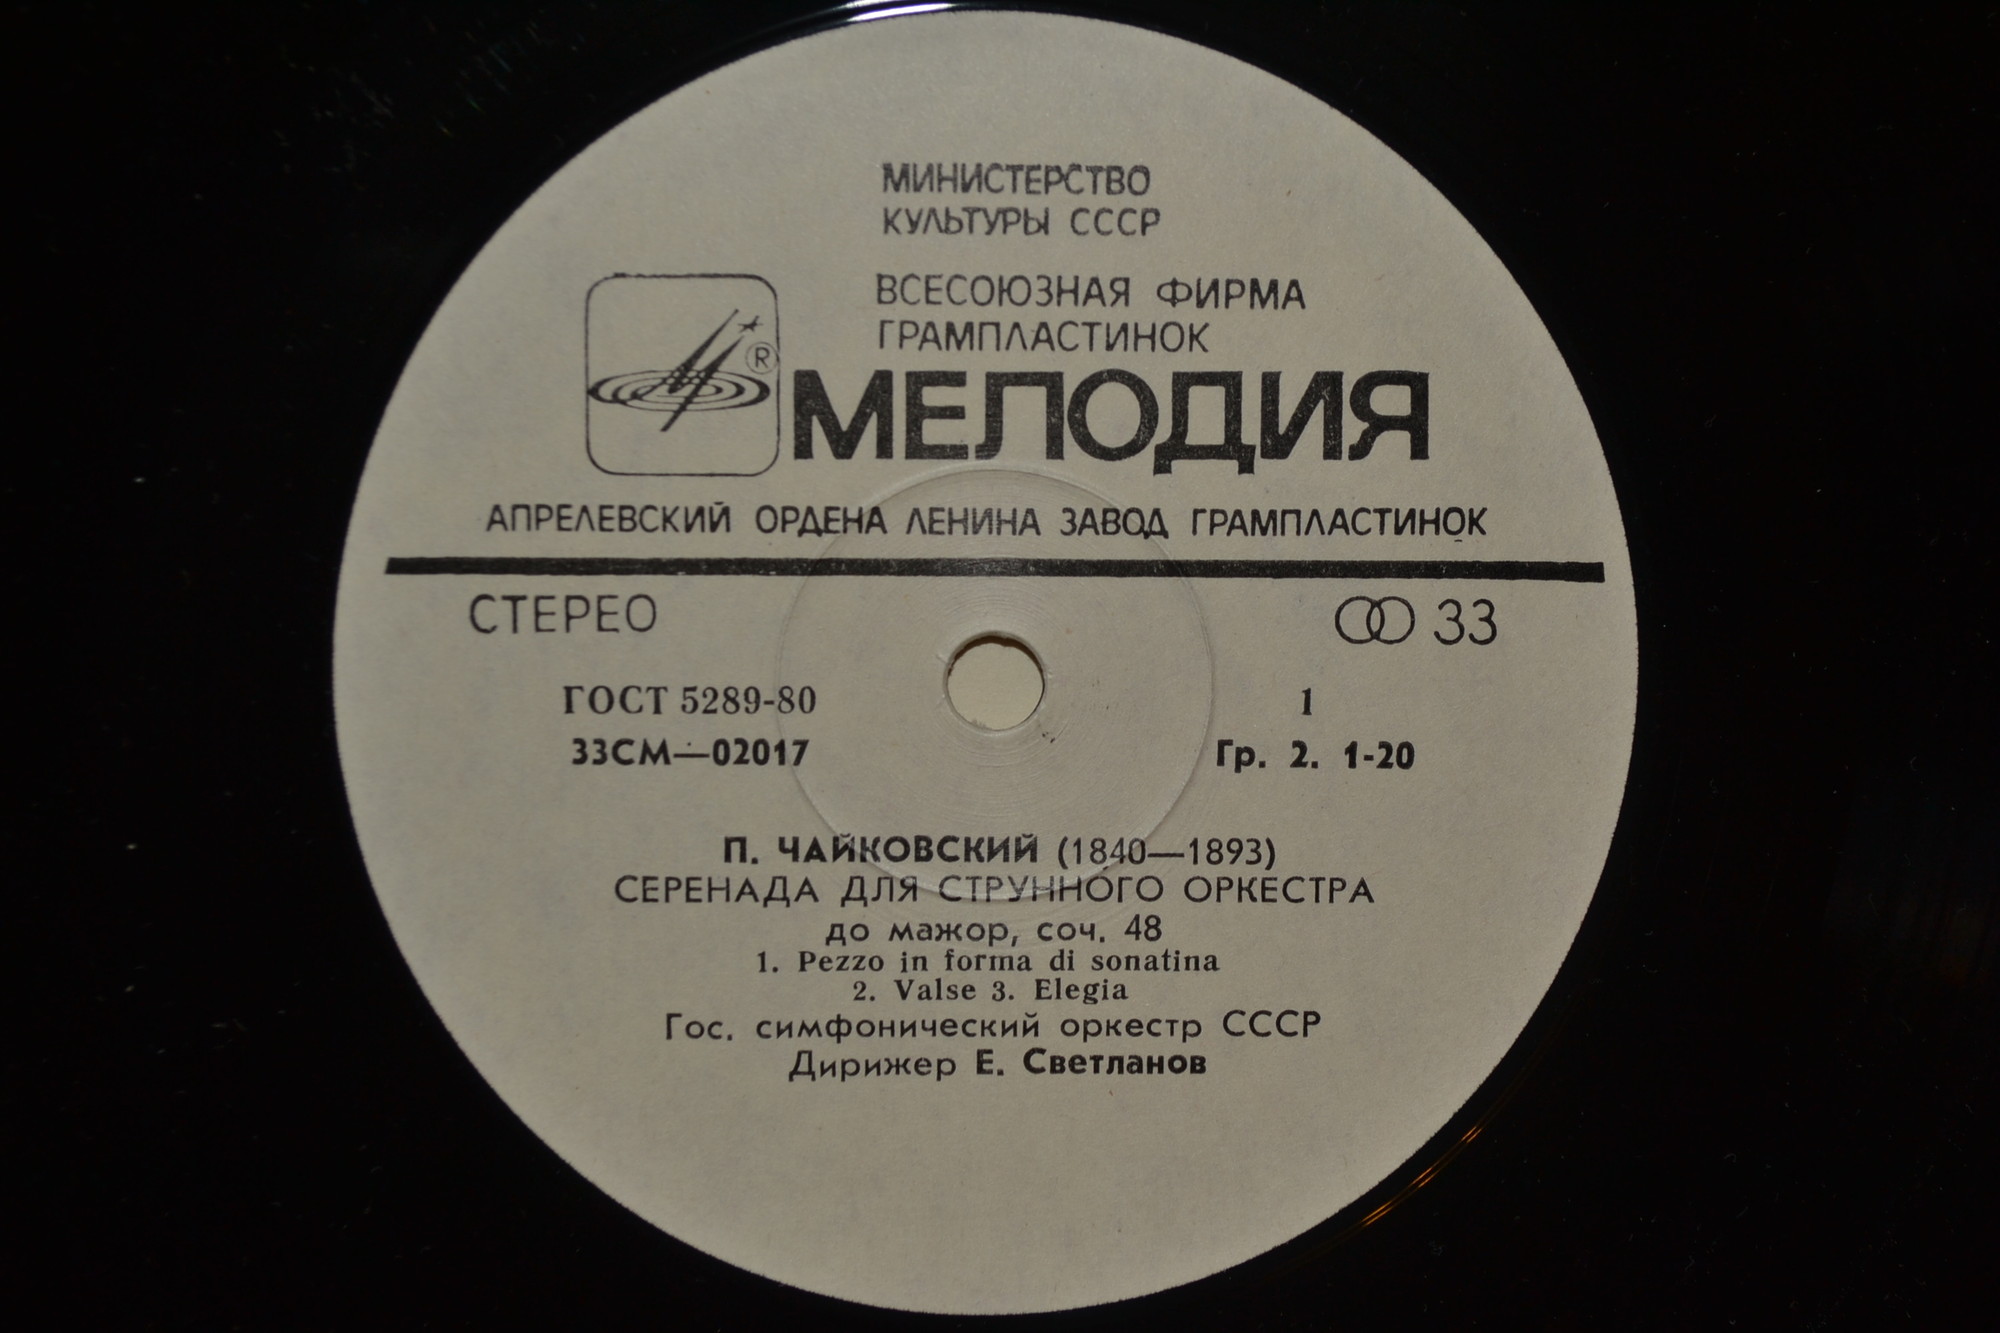 МИНИСТЕРСТВО
КУЛЬТУРЫ СССР
ВСЕСОЮЗНАЯ ФИРМА
ГРАМПЛАСТИНОК
®
МЕЛОДИЯ
АПРЕЛЕВСКИЙ ОРДЕНА ЛЕНИНА ЗАВОД ГРАМПЛАСТИНОК
СТЕРЕО 33
ГОСТ 5289-80 1
33СМ—02017 Гр. 2. 1-20
П. ЧАЙКОВСКИЙ (1840—1893)
СЕРЕНАДА ДЛЯ СТРУННОГО ОРКЕСТРА
до мажор, соч. 48
1. Pezzo in forma di sonatina
2. Valse 3. Elegia
Гос. симфонический оркестр СССР
Дирижер Е. Светланов